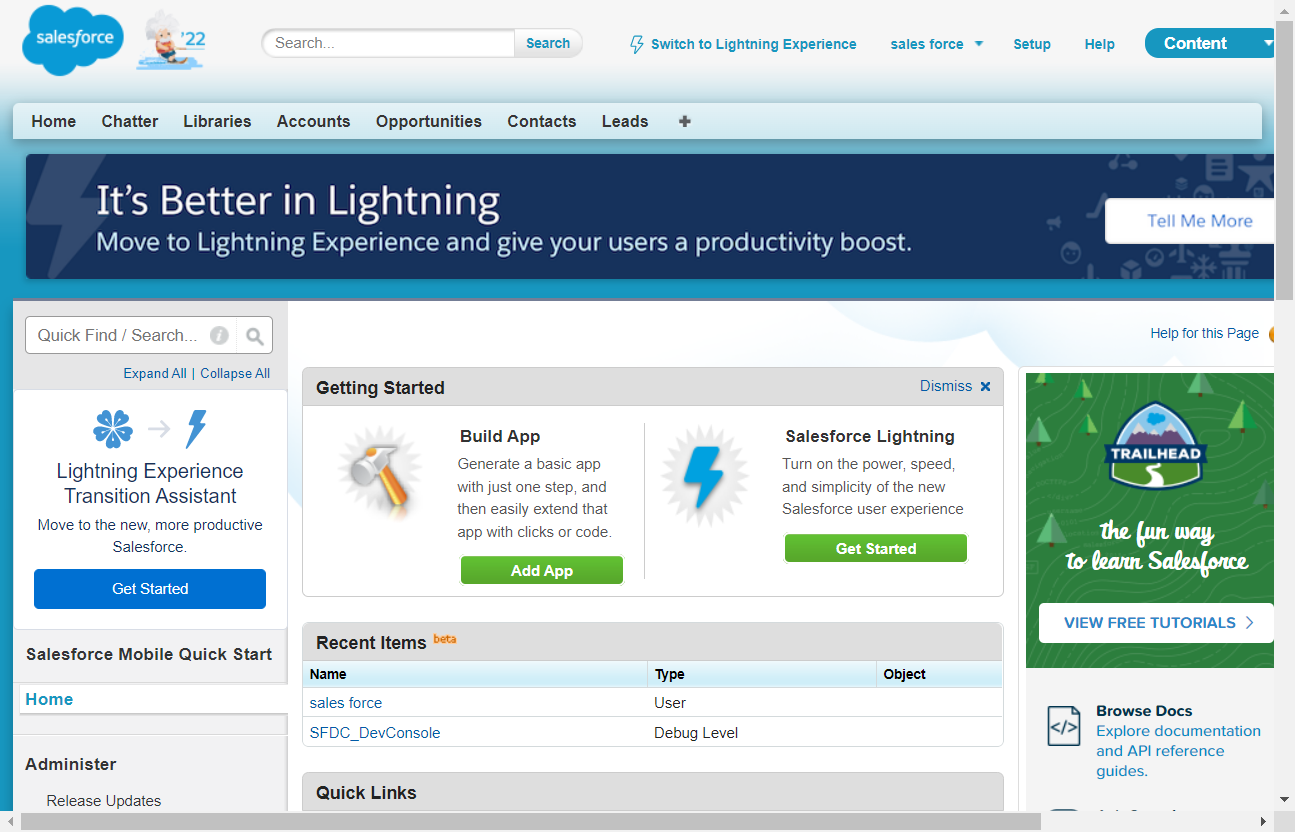 salesforce
'22
Search...
Search
Switch to Lightning Experience
sales force
Setup
Help
Content
Home
Chatter
Libraries
Accounts
Opportunities
Contacts
Leads
It's Better in Lightning
Move to Lightning Experience and give your users a productivity boost.
Tell Me More
Quick Find / Search...
Expand All | Collapse All
Lightning Experience
Transition Assistant
Move to the new, more productive
Salesforce.
Get Started
Salesforce Mobile Quick Start
Home
Administer
Release Updates
Help for this Page
Getting Started
Dismiss
Build App
Generate a basic app
with just one step, and
then easily extend that
app with clicks or code.
Add App
Salesforce Lightning
Turn on the power, speed,
and simplicity of the new
Salesforce user experience
Get Started
Recent Items beta
Name Type Object
sales force User
SFDC_DevConsole Debug Level
Quick Links
TRAILHEAD
the fun way
to learn Salesforce
VIEW FREE TUTORIALS
Browse Docs
Explore documentation
and API reference
guides.